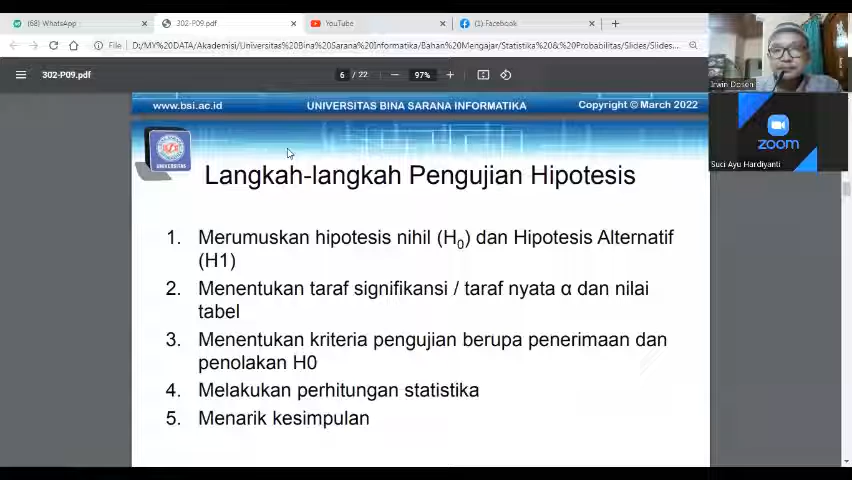 (68) WhatsApp
302-P09.pdf
YouTube
(1) Facebook
File
D:/MY%20DATA/Akademisi/Universitas%20Bina%20Sarana%20Informatika/Bahan%20Mengajar/Statistika%20&%20Probabilitas/Slides/Slides...
302-P09.pdf
6 / 22
97%
www.bsi.ac.id
UNIVERSITAS BINA SARANA INFORMATIKA
Copyright © March 2022
UNIVERSITAS
Langkah-langkah Pengujian Hipotesis
1. Merumuskan hipotesis nihil (H0) dan Hipotesis Alternatif
(H1)
2. Menentukan taraf signifikansi / taraf nyata α dan nilai
tabel
3. Menentukan kriteria pengujian berupa penerimaan dan
penolakan H0
4. Melakukan perhitungan statistika
5. Menarik kesimpulan
Irwin Dosen
zoom
Suci Ayu Hardiyanti